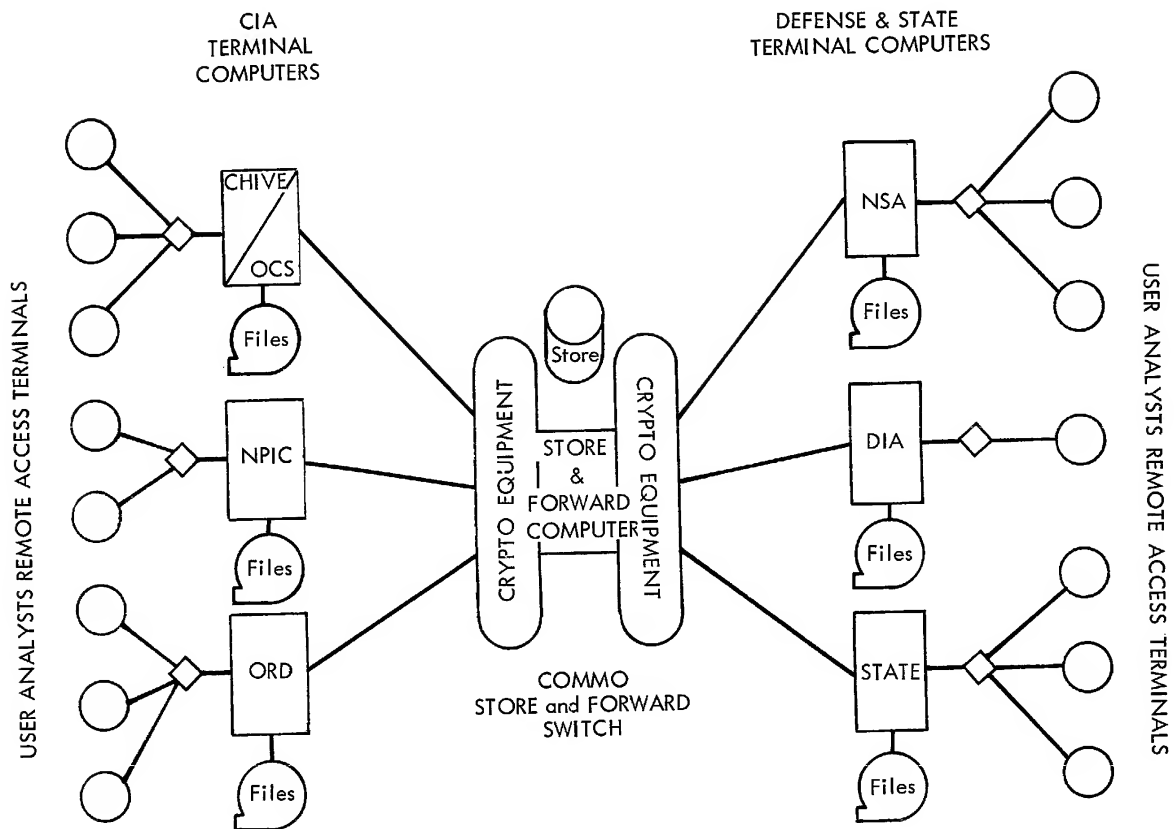 CIA
TERMINAL
COMPUTERS
DEFENSE & STATE
TERMINAL COMPUTERS
USER ANALYSTS REMOTE ACCESS TERMINALS
CHIVE
OCS
Files
NPIC
Files
ORD
Files
CRYPTO EQUIPMENT
Store
STORE
&
FORWARD
COMPUTER
CRYPTO EQUIPMENT
COMMO
STORE and FORWARD
SWITCH
NSA
Files
DIA
Files
STATE
Files
USER ANALYSTS REMOTE ACCESS TERMINALS